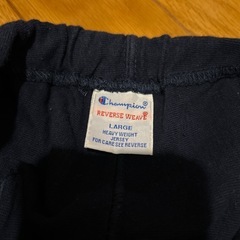 Champion
REVERSE WEAVE
LARGE
HEAVY WEIGHT
JERSEY
FOR CARE SEE REVERSE